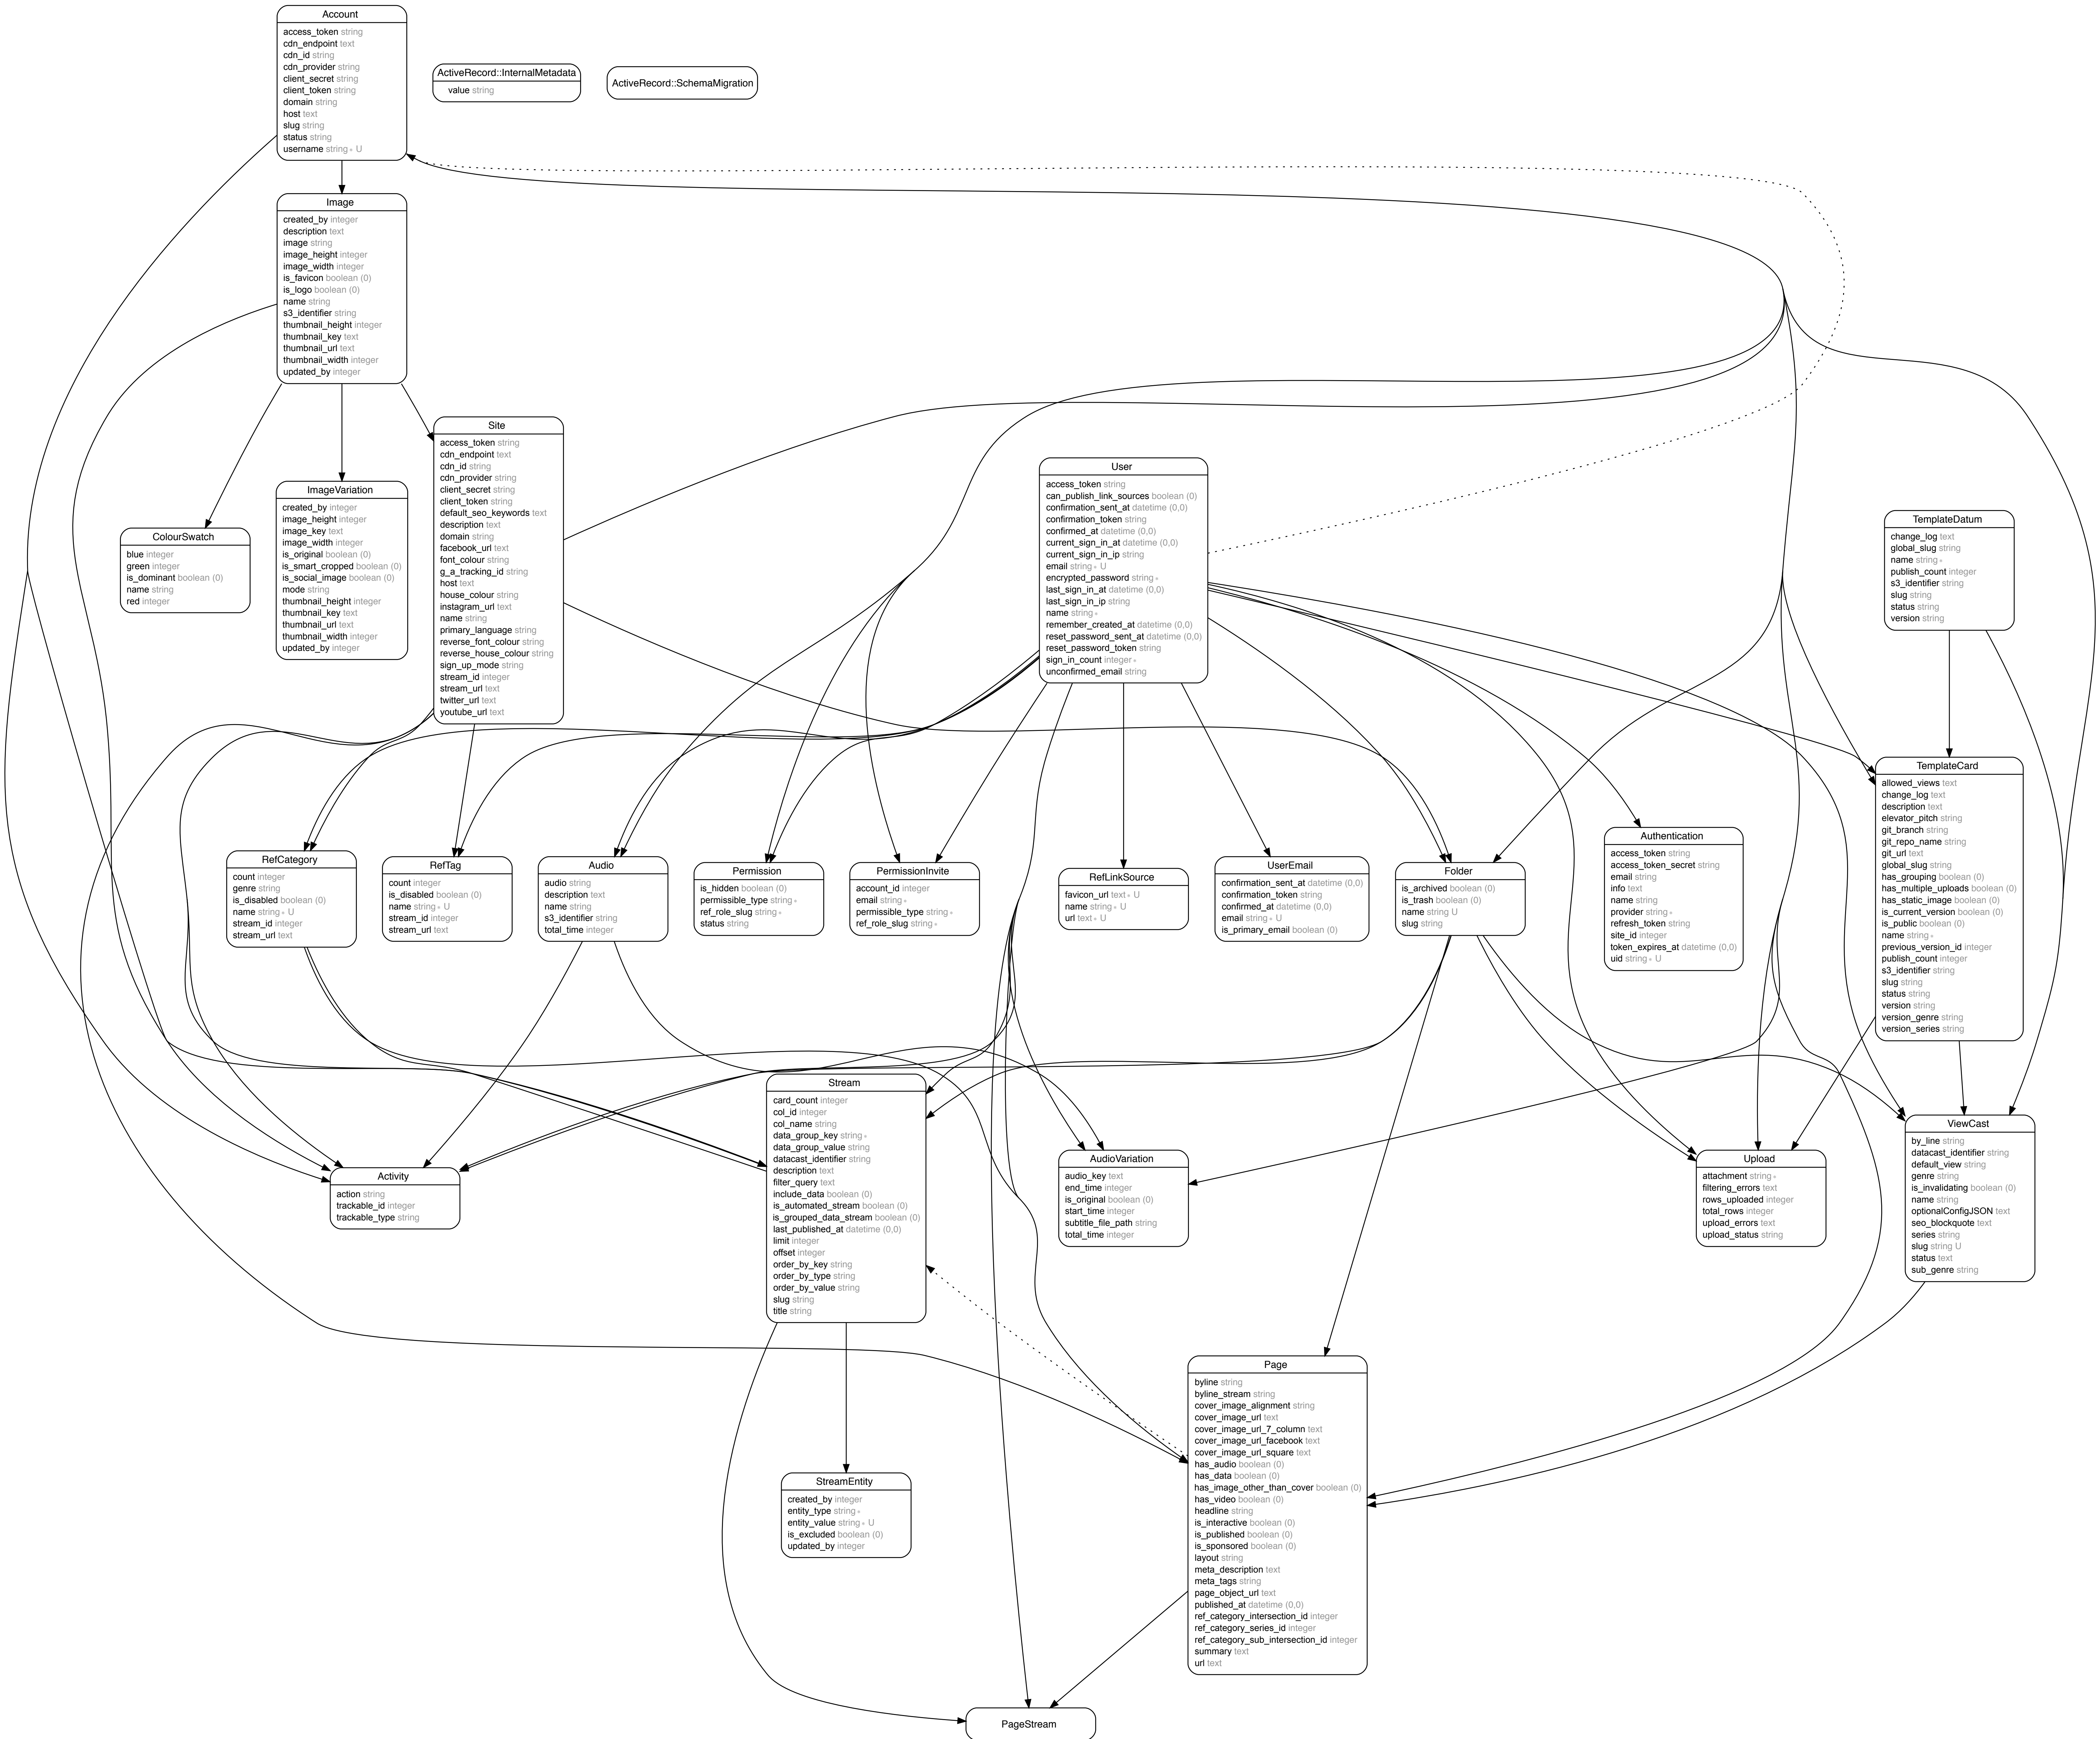 Account
access_token string
cdn_endpoint text
cdn_id string
cdn_provider string
client_secret string
client_token string
domain string
host text
slug string
status string
username string∗ U
ActiveRecord::InternalMetadata
value string
ActiveRecord::SchemaMigration
Image
created_by integer
description text
image string
image_height integer
image_width integer
is_favicon boolean (0)
is_logo boolean (0)
name string
s3_identifier string
thumbnail_height integer
thumbnail_key text
thumbnail_url text
thumbnail_width integer
updated_by integer
Site
access_token string
cdn_endpoint text
cdn_id string
cdn_provider string
client_secret string
client_token string
default_seo_keywords text
description text
domain string
facebook_url text
font_colour string
g_a_tracking_id string
host text
house_colour string
instagram_url text
name string
primary_language string
reverse_font_colour string
reverse_house_colour string
sign_up_mode string
stream_id integer
stream_url text
twitter_url text
youtube_url text
User
access_token string
can_publish_link_sources boolean (0)
confirmation_sent_at datetime (0,0)
confirmation_token string
confirmed_at datetime (0,0)
current_sign_in_at datetime (0,0)
current_sign_in_ip string
email string∗ U
encrypted_password string∗
last_sign_in_at datetime (0,0)
last_sign_in_ip string
name string∗
remember_created_at datetime (0,0)
reset_password_sent_at datetime (0,0)
reset_password_token string
sign_in_count integer∗
unconfirmed_email string
ImageVariation
created_by integer
image_height integer
image_key text
image_width integer
is_original boolean (0)
is_smart_cropped boolean (0)
is_social_image boolean (0)
mode string
thumbnail_height integer
thumbnail_key text
thumbnail_url text
thumbnail_width integer
updated_by integer
ColourSwatch
blue integer
green integer
is_dominant boolean (0)
name string
red integer
TemplateDatum
change_log text
global_slug string
name string∗
publish_count integer
s3_identifier string
slug string
status string
version string
TemplateCard
allowed_views text
change_log text
description text
elevator_pitch string
git_branch string
git_repo_name string
git_url text
global_slug string
has_grouping boolean (0)
has_multiple_uploads boolean (0)
has_static_image boolean (0)
is_current_version boolean (0)
is_public boolean (0)
name string∗
previous_version_id integer
publish_count integer
s3_identifier string
slug string
status string
version string
version_genre string
version_series string
RefCategory
count integer
genre string
is_disabled boolean (0)
name string∗ U
stream_id integer
stream_url text
RefTag
count integer
is_disabled boolean (0)
name string∗ U
stream_id integer
stream_url text
Audio
audio string
description text
name string
s3_identifier string
total_time integer
Permission
is_hidden boolean (0)
permissible_type string∗
ref_role_slug string∗
status string
PermissionInvite
account_id integer
email string∗
permissible_type string∗
ref_role_slug string∗
RefLinkSource
favicon_url text∗ U
name string∗ U
url text∗ U
UserEmail
confirmation_sent_at datetime (0,0)
confirmation_token string
confirmed_at datetime (0,0)
email string∗ U
is_primary_email boolean (0)
Folder
is_archived boolean (0)
is_trash boolean (0)
name string U
slug string
Authentication
access_token string
access_token_secret string
email string
info text
name string
provider string∗
refresh_token string
site_id integer
token_expires_at datetime (0,0)
uid string∗ U
Stream
card_count integer
col_id integer
col_name string
data_group_key string∗
data_group_value string
datacast_identifier string
description text
filter_query text
include_data boolean (0)
is_automated_stream boolean (0)
is_grouped_data_stream boolean (0)
last_published_at datetime (0,0)
limit integer
offset integer
order_by_key string
order_by_type string
order_by_value string
slug string
title string
Activity
action string
trackable_id integer
trackable_type string
AudioVariation
audio_key text
end_time integer
is_original boolean (0)
start_time integer
subtitle_file_path string
total_time integer
Upload
attachment string∗
filtering_errors text
rows_uploaded integer
total_rows integer
upload_errors text
upload_status string
ViewCast
by_line string
datacast_identifier string
default_view string
genre string
is_invalidating boolean (0)
name string
optionalConfigJSON text
seo_blockquote text
series string
slug string U
status text
sub_genre string
Page
byline string
byline_stream string
cover_image_alignment string
cover_image_url text
cover_image_url_7_column text
cover_image_url_facebook text
cover_image_url_square text
has_audio boolean (0)
has_data boolean (0)
has_image_other_than_cover boolean (0)
has_video boolean (0)
headline string
is_interactive boolean (0)
is_published boolean (0)
is_sponsored boolean (0)
layout string
meta_description text
meta_tags string
page_object_url text
published_at datetime (0,0)
ref_category_intersection_id integer
ref_category_series_id integer
ref_category_sub_intersection_id integer
summary text
url text
StreamEntity
created_by integer
entity_type string∗
entity_value string∗ U
is_excluded boolean (0)
updated_by integer
PageStream